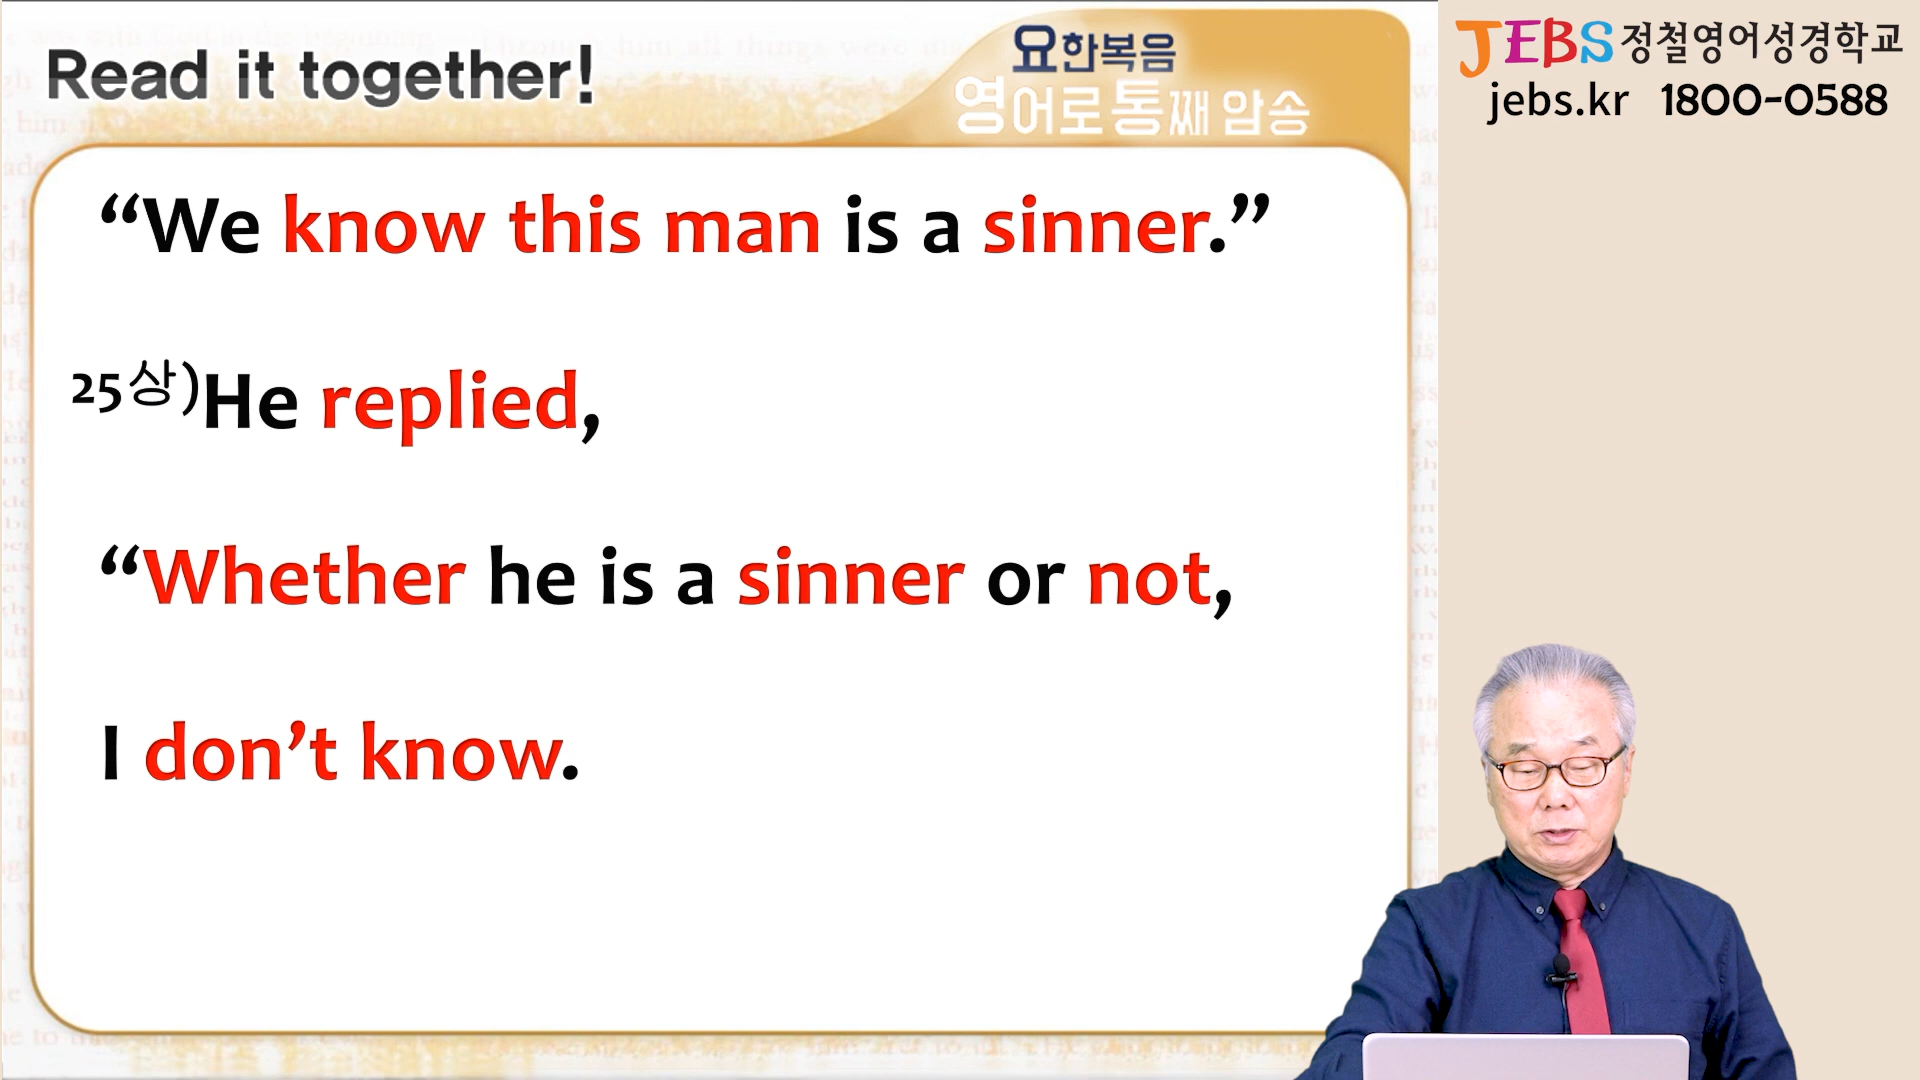 Read it together!
요한복음
영어로통째 암송
JEBS 정철영어성경학교
jebs.kr 1800-0588
“We know this man is a sinner.”
25상)He replied,
“Whether he is a sinner or not,
I don’t know.